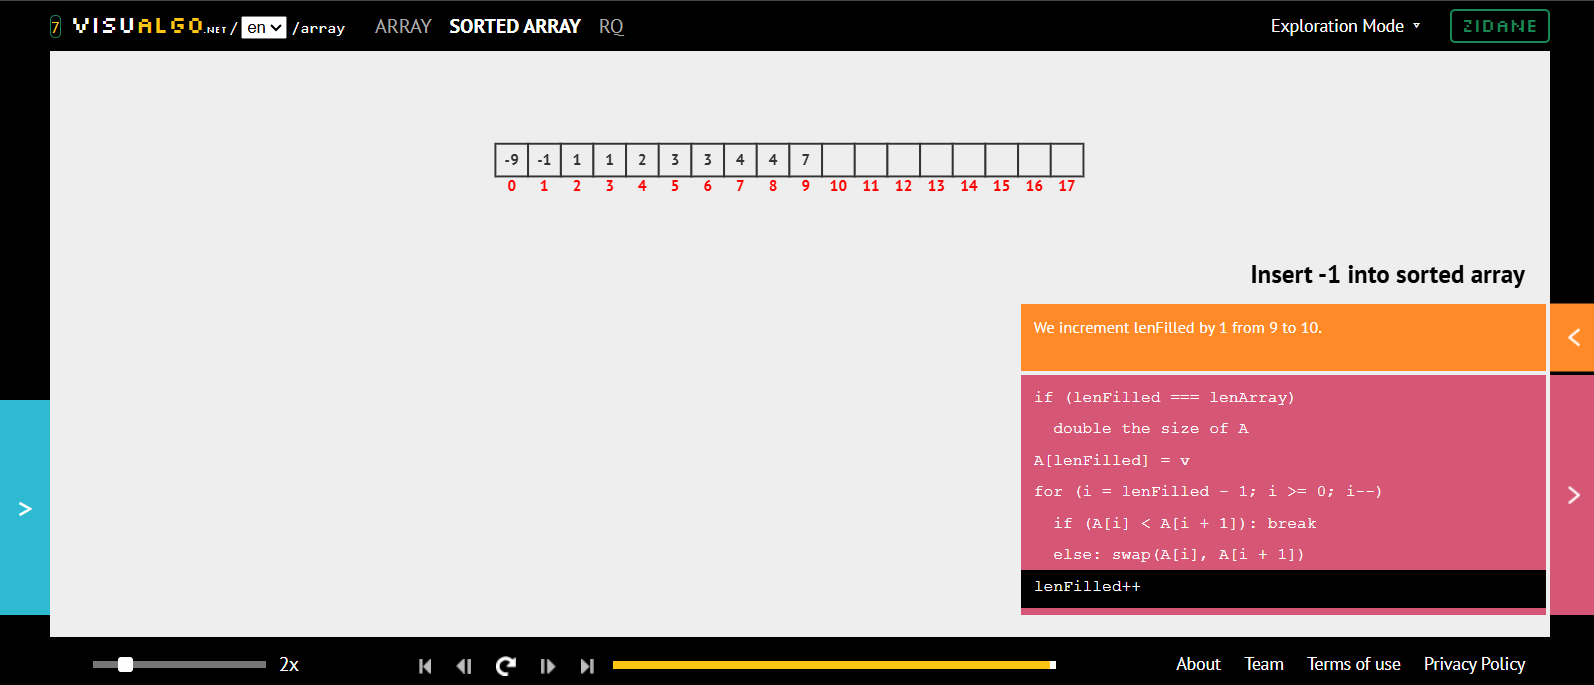 7 VISUALGO.NET / en /array ARRAY SORTED ARRAY RQ Exploration Mode ZIDANE
-9 -1 1 1 2 3 3 4 4 7
0 1 2 3 4 5 6 7 8 9 10 11 12 13 14 15 16 17
Insert -1 into sorted array
We increment lenFilled by 1 from 9 to 10.
if (lenFilled === lenArray)
double the size of A
A[lenFilled] = v
for (i = lenFilled - 1; i >= 0; i--)
if (A[i] < A[i + 1]): break
else: swap(A[i], A[i + 1])
lenFilled++
2x About Team Terms of use Privacy Policy